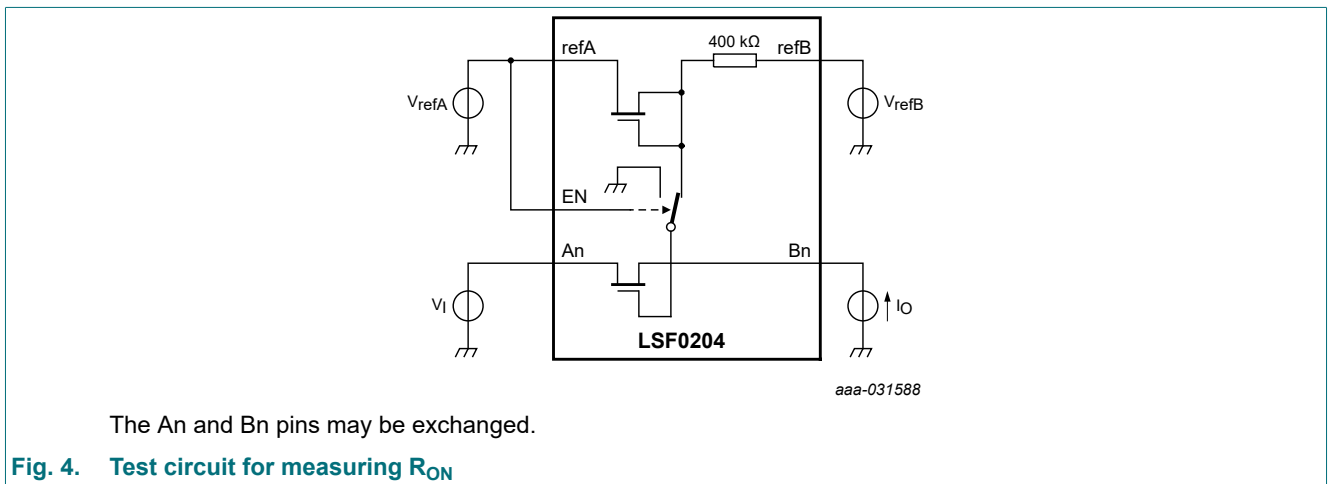 400 kΩ
refA
refB
VrefA
VrefB
EN
An
Bn
VI
IO
LSF0204
aaa-031588
The An and Bn pins may be exchanged.
Fig. 4. Test circuit for measuring RON